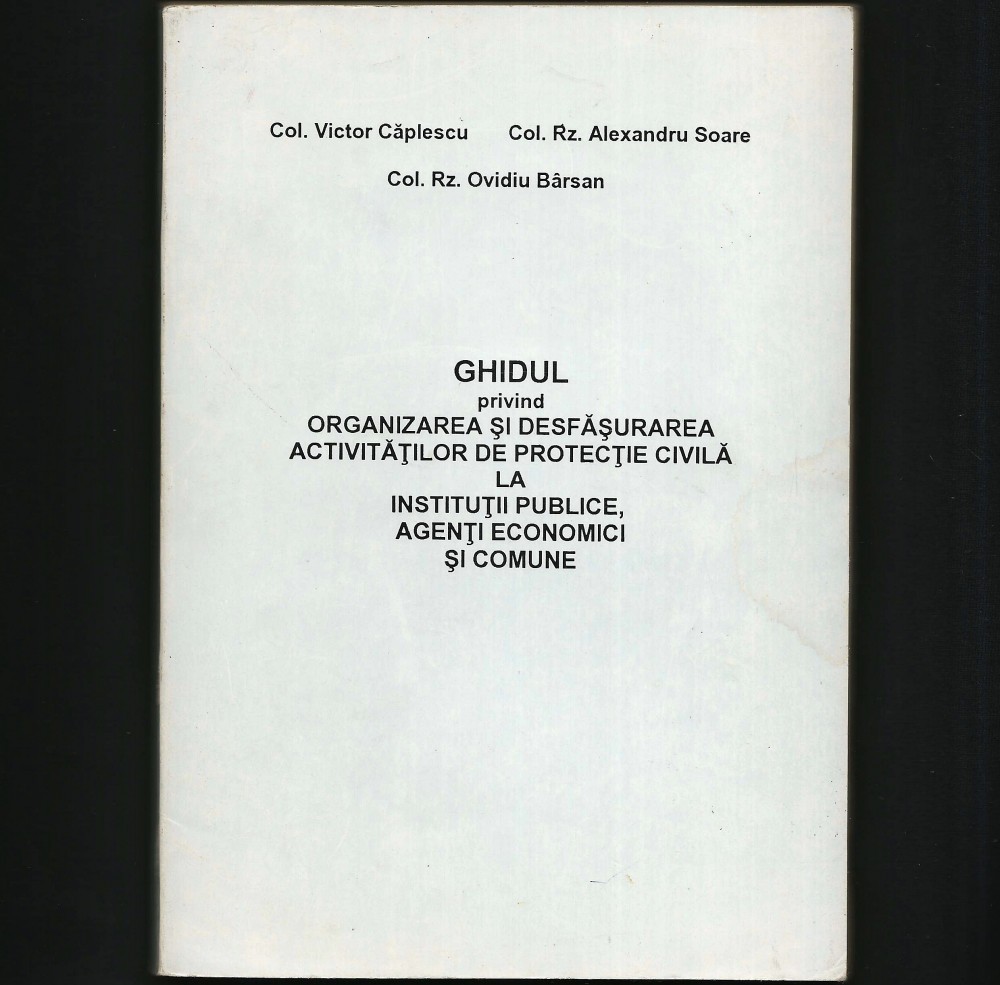 Col. Victor Căplescu Col. Rz. Alexandru Soare
Col. Rz. Ovidiu Bârsan
GHIDUL
privind
ORGANIZAREA ŞI DESFĂŞURAREA
ACTIVITĂŢILOR DE PROTECŢIE CIVILĂ
LA
INSTITUŢII PUBLICE,
AGENŢI ECONOMICI
ŞI COMUNE